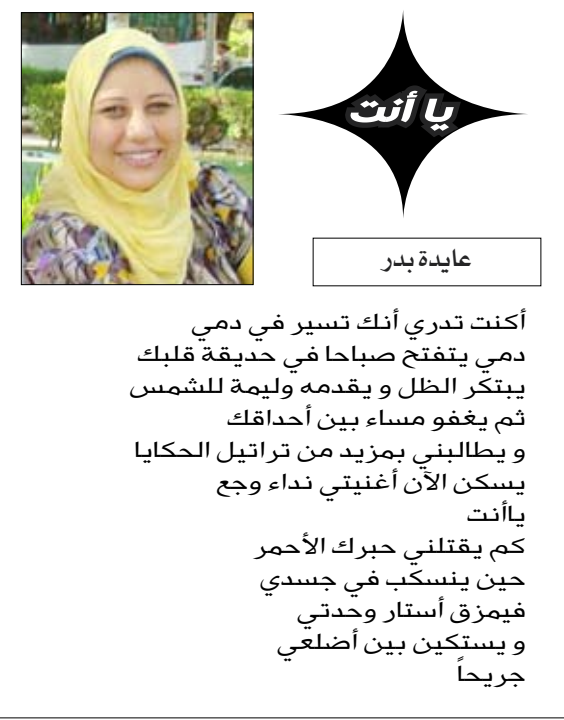 يا أنت
عايدة بدر
أكنت تدري أنك تسير في دمي
دمي يتفتح صباحا في حديقة قلبك
يبتكر الظل و يقدمه وليمة للشمس
ثم يغفو مساء بين أحداقك
و يطالبني بمزيد من تراتيل الحكايا
يسكن الآن أغنيتي نداء وجع
ياأنت
كم يقتلني حبرك الأحمر
حين ينسكب في جسدي
فيمزق أستار وحدتي
و يستكين بين أضلعي
جريحاً